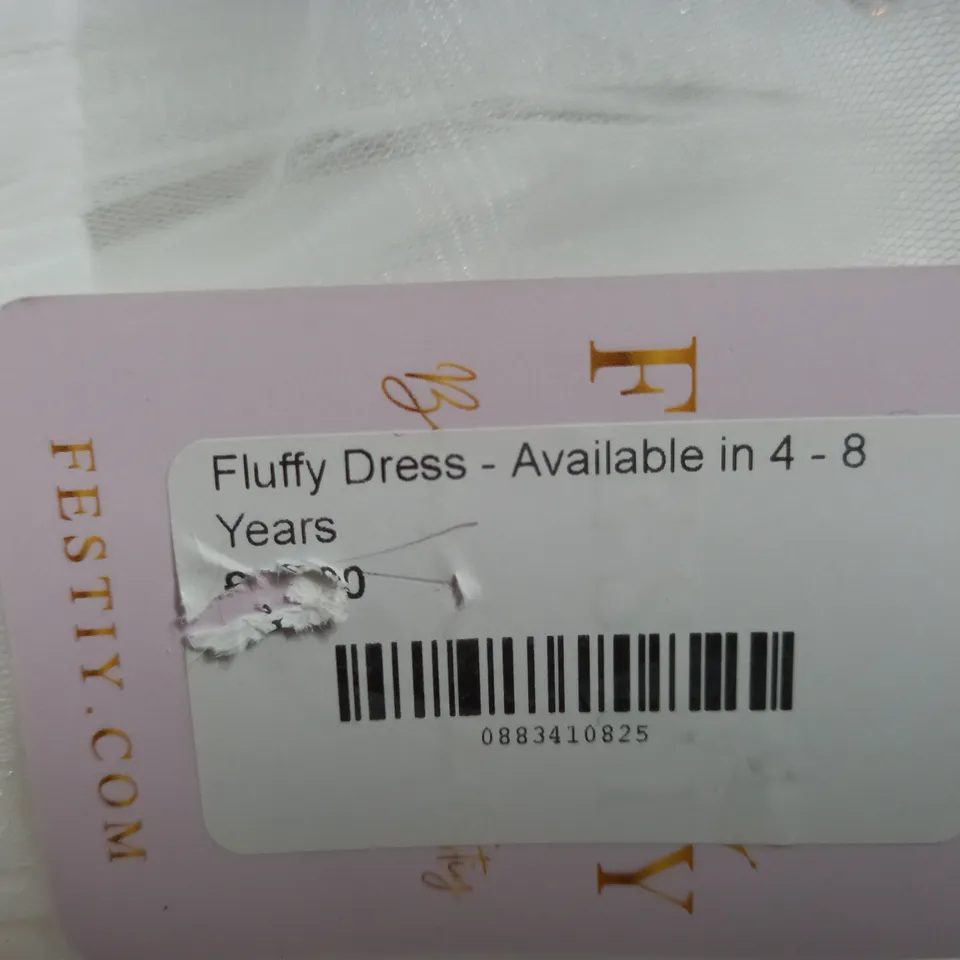 Fluffy Dress - Available in 4 - 8
Years
0883410825
FESTIY.COM